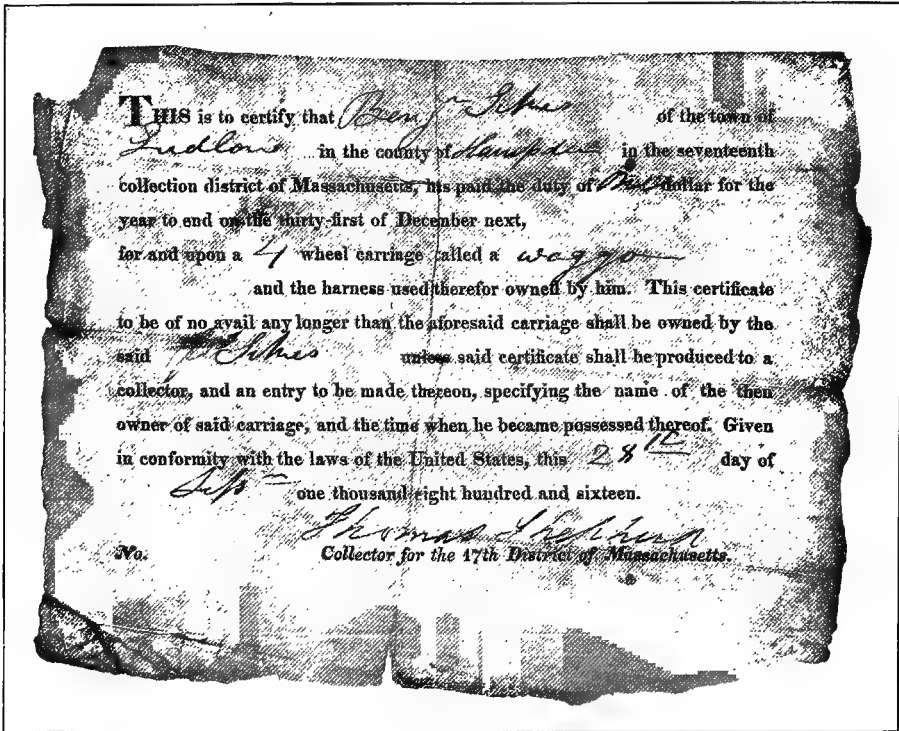 THIS is to certify that Benj Sikes of the town of
Ludlow in the county of Hampden in the seventeenth
collection district of Massachusetts, has paid the duty of one dollar for the
year to end on the thirty-first of December next,
for and upon a 4 wheel carriage called a waggon
and the harness used therefor owned by him. This certificate
to be of no avail any longer than the aforesaid carriage shall be owned by the
said Sikes unless said certificate shall be produced to a
collector, and an entry to be made thereon, specifying the name of the then
owner of said carriage, and the time when he became possessed thereof. Given
in conformity with the laws of the United States, this 28th day of
Sept one thousand eight hundred and sixteen.
Thomas Shepherd
No. Collector for the 17th District of Massachusetts.